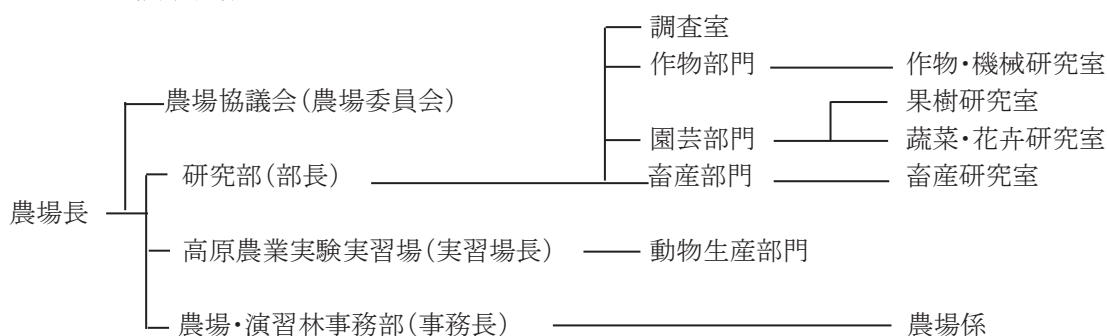 調査室
作物部門 作物・機械研究室
農場協議会(農場委員会) 果樹研究室
園芸部門 蔬菜・花卉研究室
研究部(部長) 畜産部門 畜産研究室
農場長
高原農業実験実習場(実習場長) 動物生産部門
農場・演習林事務部(事務長) 農場係